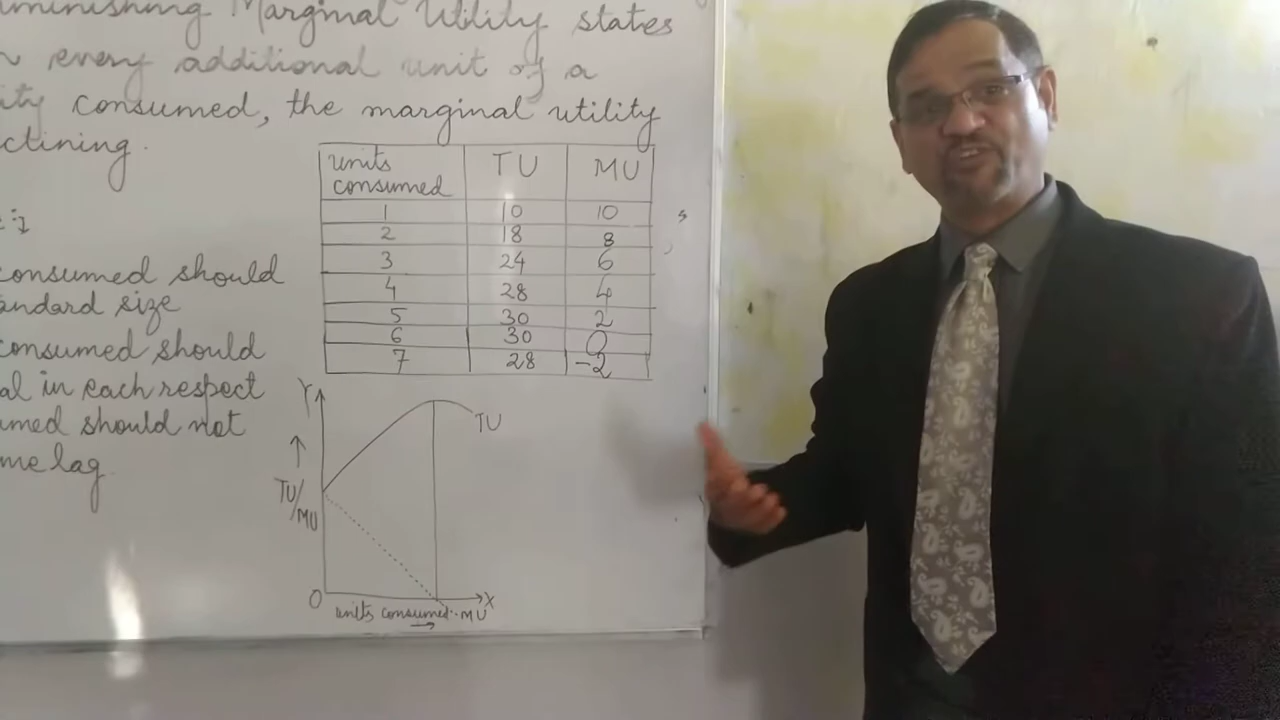 minishing Marginal Utility states
every additional unit of a
ity consumed, the marginal utility
clining.
units consumed TU MU
1 10 10
2 18 8
3 24 6
4 28 4
5 30 2
6 30 0
7 28 -2
consumed should
andard size
consumed should
al in each respect
umed should not
me lag
Y
TU
TU/MU
O
X
units consumed
MU